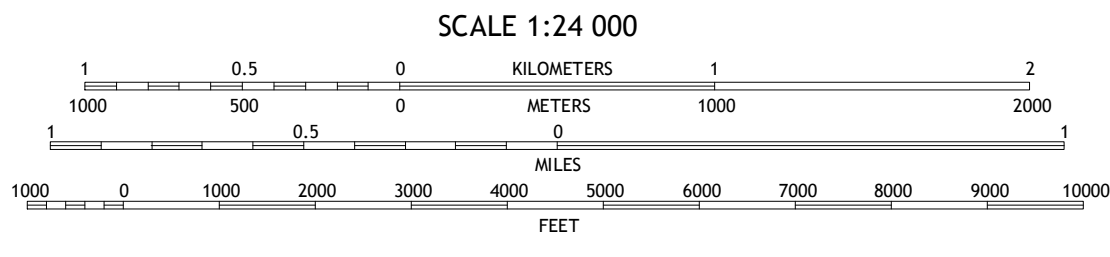 SCALE 1:24 000
1 0.5 0 KILOMETERS 1 2
1000 500 0 METERS 1000 2000
1 0.5 0 1
MILES
1000 0 1000 2000 3000 4000 5000 6000 7000 8000 9000 10000
FEET